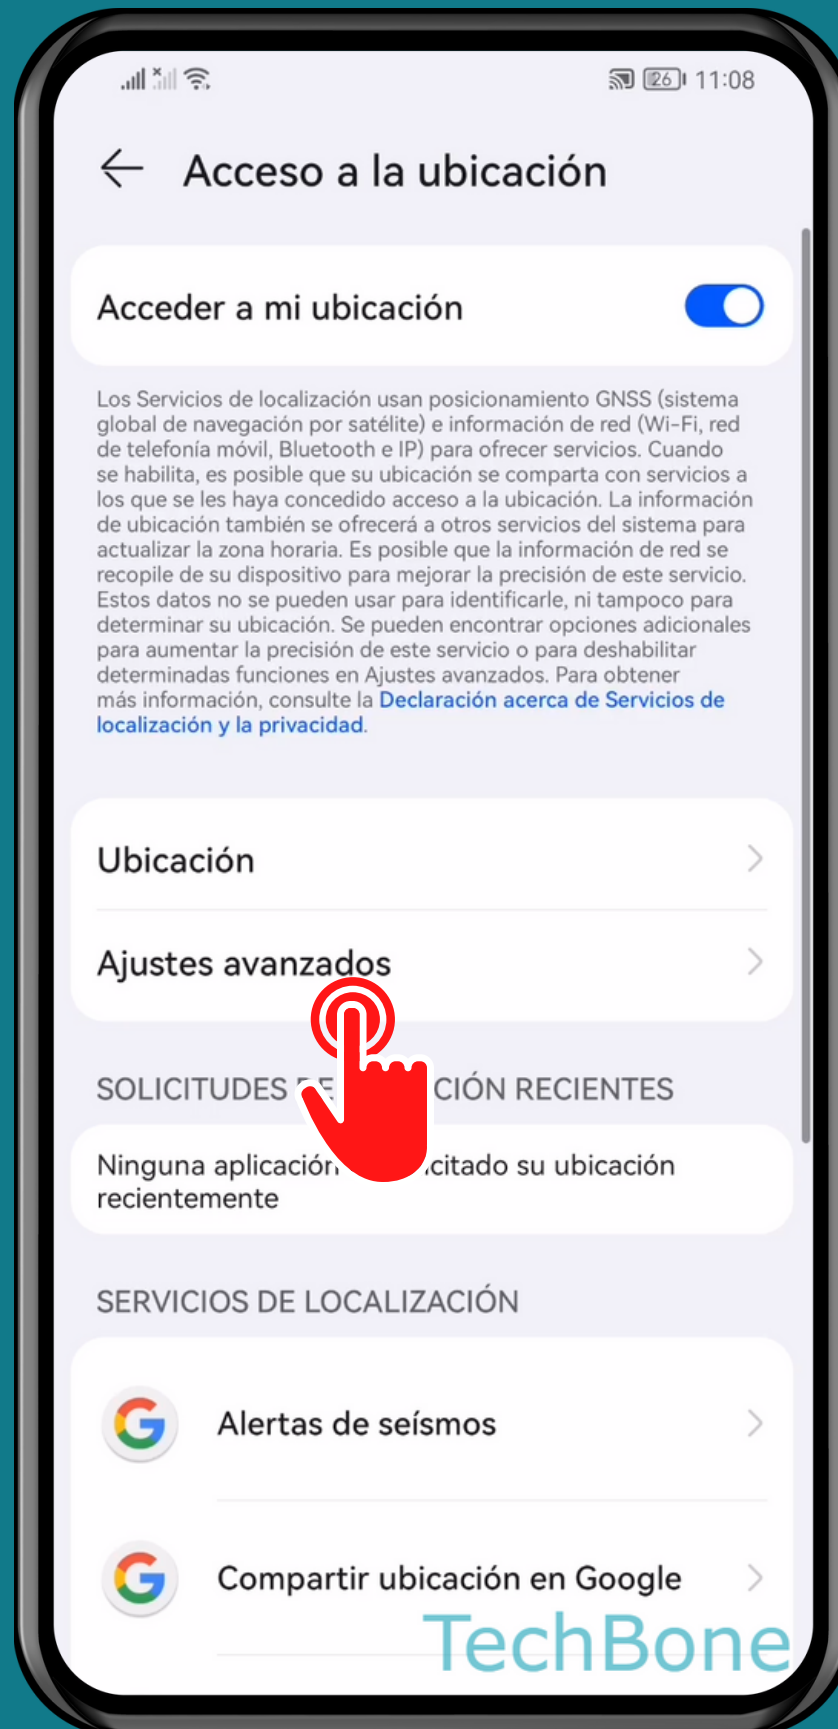 26 11:08
Acceso a la ubicación
Acceder a mi ubicación
Los Servicios de localización usan posicionamiento GNSS (sistema
global de navegación por satélite) e información de red (Wi-Fi, red
de telefonía móvil, Bluetooth e IP) para ofrecer servicios. Cuando
se habilita, es posible que su ubicación se comparta con servicios a
los que se les haya concedido acceso a la ubicación. La información
de ubicación también se ofrecerá a otros servicios del sistema para
actualizar la zona horaria. Es posible que la información de red se
recopile de su dispositivo para mejorar la precisión de este servicio.
Estos datos no se pueden usar para identificarle, ni tampoco para
determinar su ubicación. Se pueden encontrar opciones adicionales
para aumentar la precisión de este servicio o para deshabilitar
determinadas funciones en Ajustes avanzados. Para obtener
más información, consulte la Declaración acerca de Servicios de
localización y la privacidad.
Ubicación
Ajustes avanzados
SOLICITUDES RECIENTES
Ninguna aplicación su ubicación
recientemente
SERVICIOS DE LOCALIZACIÓN
Alertas de seísmos
Compartir ubicación en Google
TechBone